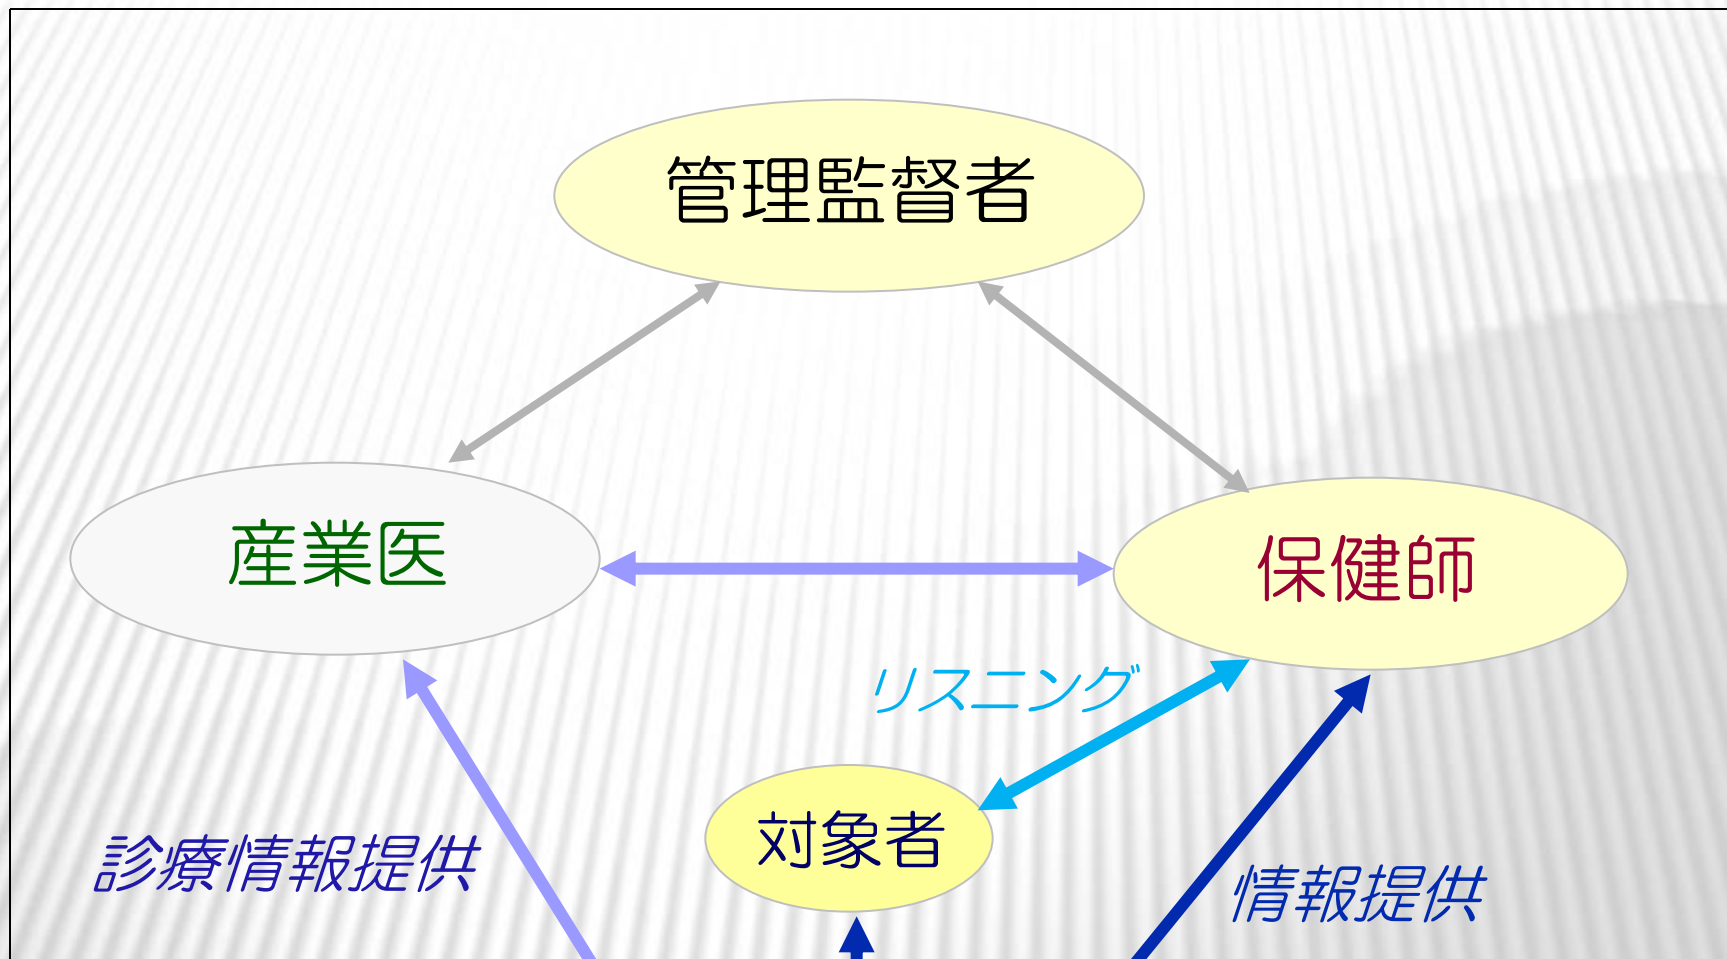 管理監督者
産業医
保健師
リスニング
対象者
診療情報提供
情報提供